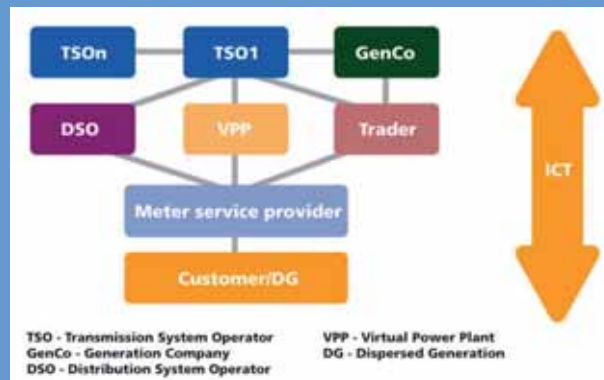 TSOn
TSO1
GenCo
DSO
VPP
Trader
ICT
Meter service provider
Customer/DG
TSO - Transmission System Operator
GenCo - Generation Company
DSO - Distribution System Operator
VPP - Virtual Power Plant
DG - Dispersed Generation